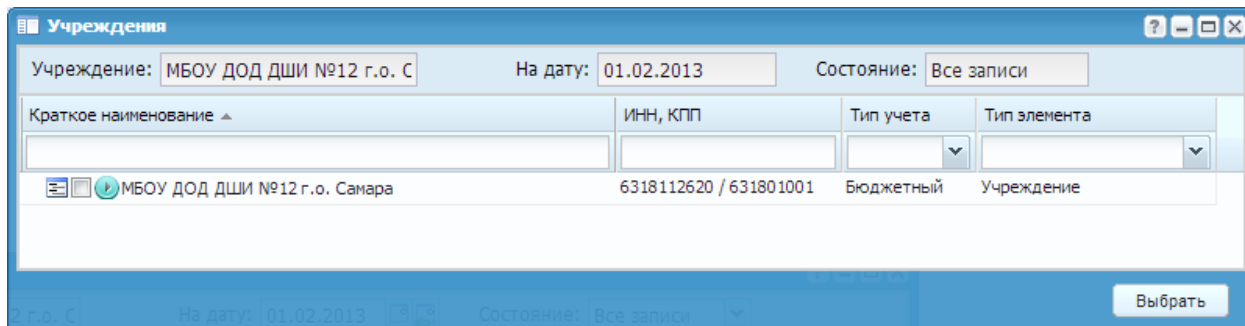 Учреждения
Учреждение: МБОУ ДОД ДШИ №12 г.о. С На дату: 01.02.2013 Состояние: Все записи
Краткое наименование ИНН, КПП Тип учета Тип элемента
МБОУ ДОД ДШИ №12 г.о. Самара 6318112620 / 631801001 Бюджетный Учреждение
Выбрать
2 г.о. С На дату: 01.02.2013 Состояние: Все записи